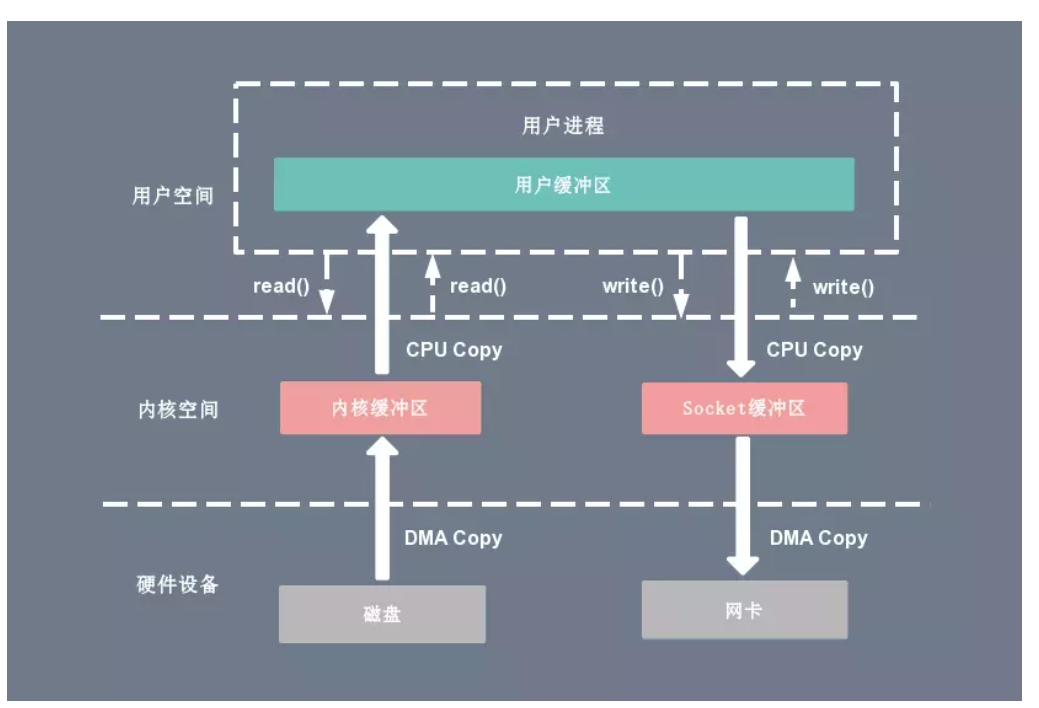 用户进程
用户缓冲区
用户空间
read()
read()
write()
write()
CPU Copy
CPU Copy
内核空间
内核缓冲区
Socket缓冲区
DMA Copy
DMA Copy
硬件设备
磁盘
网卡